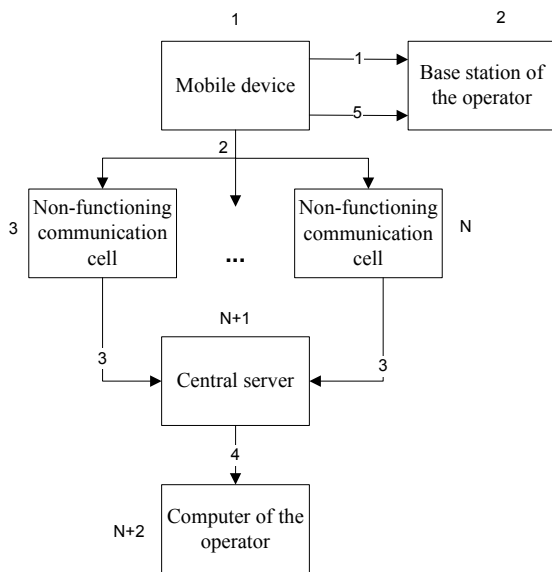 1
2
Mobile device
1
5
Base station of
the operator
2
3
Non-functioning
communication
cell
...
Non-functioning
communication
cell
N
N+1
3
3
Central server
4
N+2
Computer of the
operator